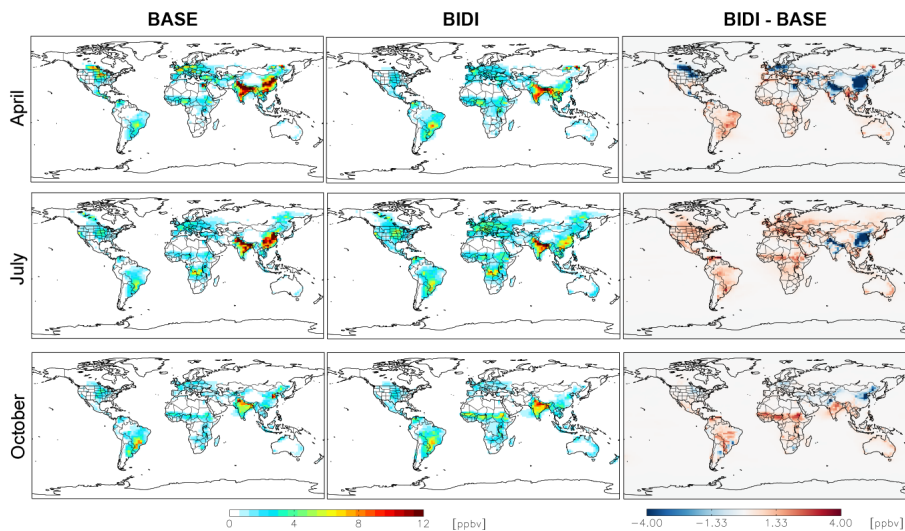 BASE BIDI BIDI - BASE
April
July
October
0 4 8 12 [ppbv] −4.00 −1.33 1.33 4.00 [ppbv]